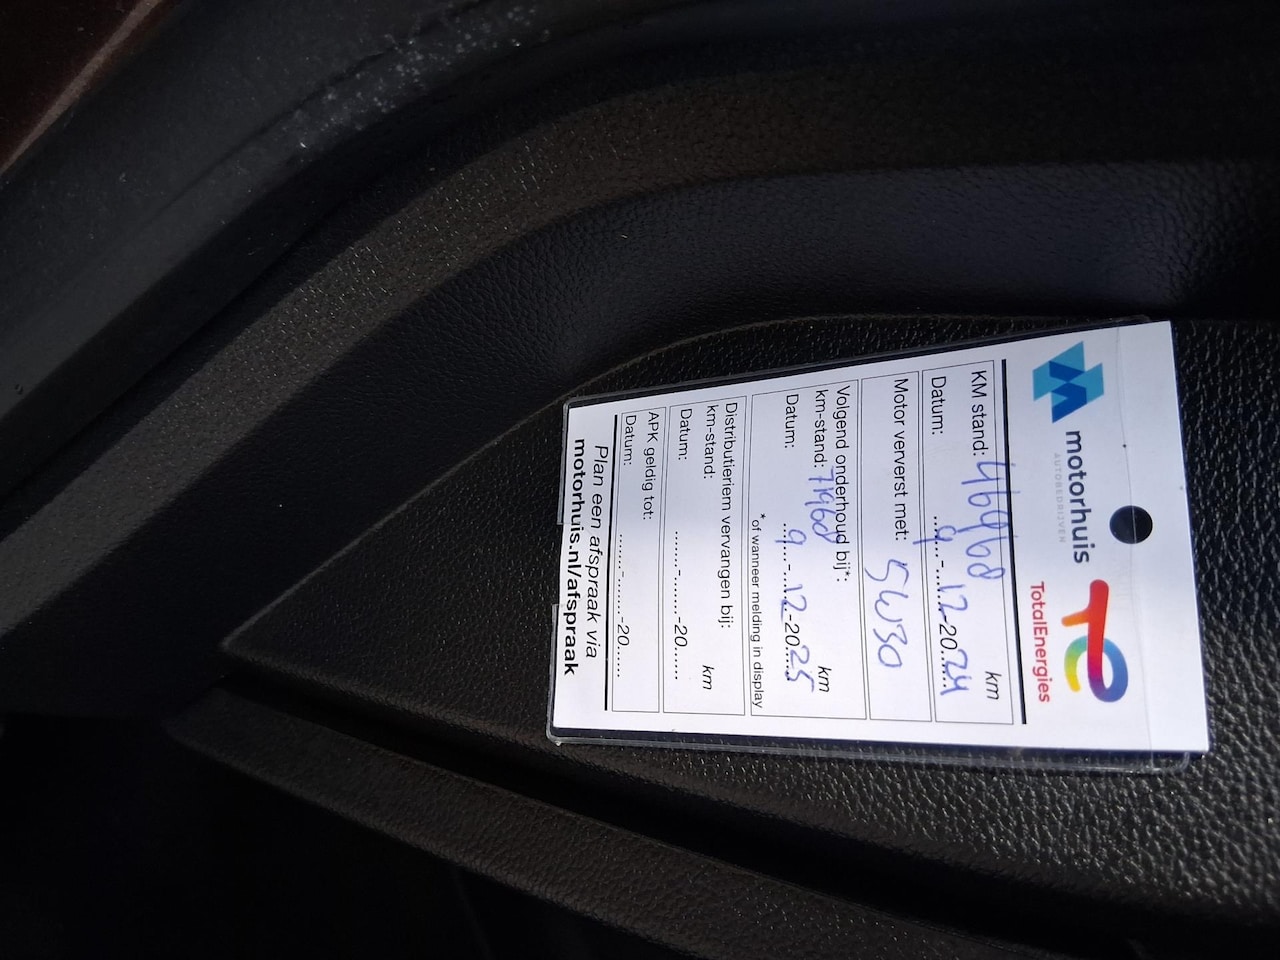 motorhuis
AUTOBEDRIJVEN
TotalEnergies
KM stand: 46968 km
Datum: ...9...-...12...-2024
Motor ververst met: 5W30
Volgend onderhoud bij*:
km-stand: 71968 km
Datum: ...9...-...12...-2025
*of wanneer melding in display
Distributieriem vervangen bij:
km-stand: km
Datum: .......-.......-20.....
APK geldig tot:
Datum: .......-.......-20.....
Plan een afspraak via
motorhuis.nl/afspraak